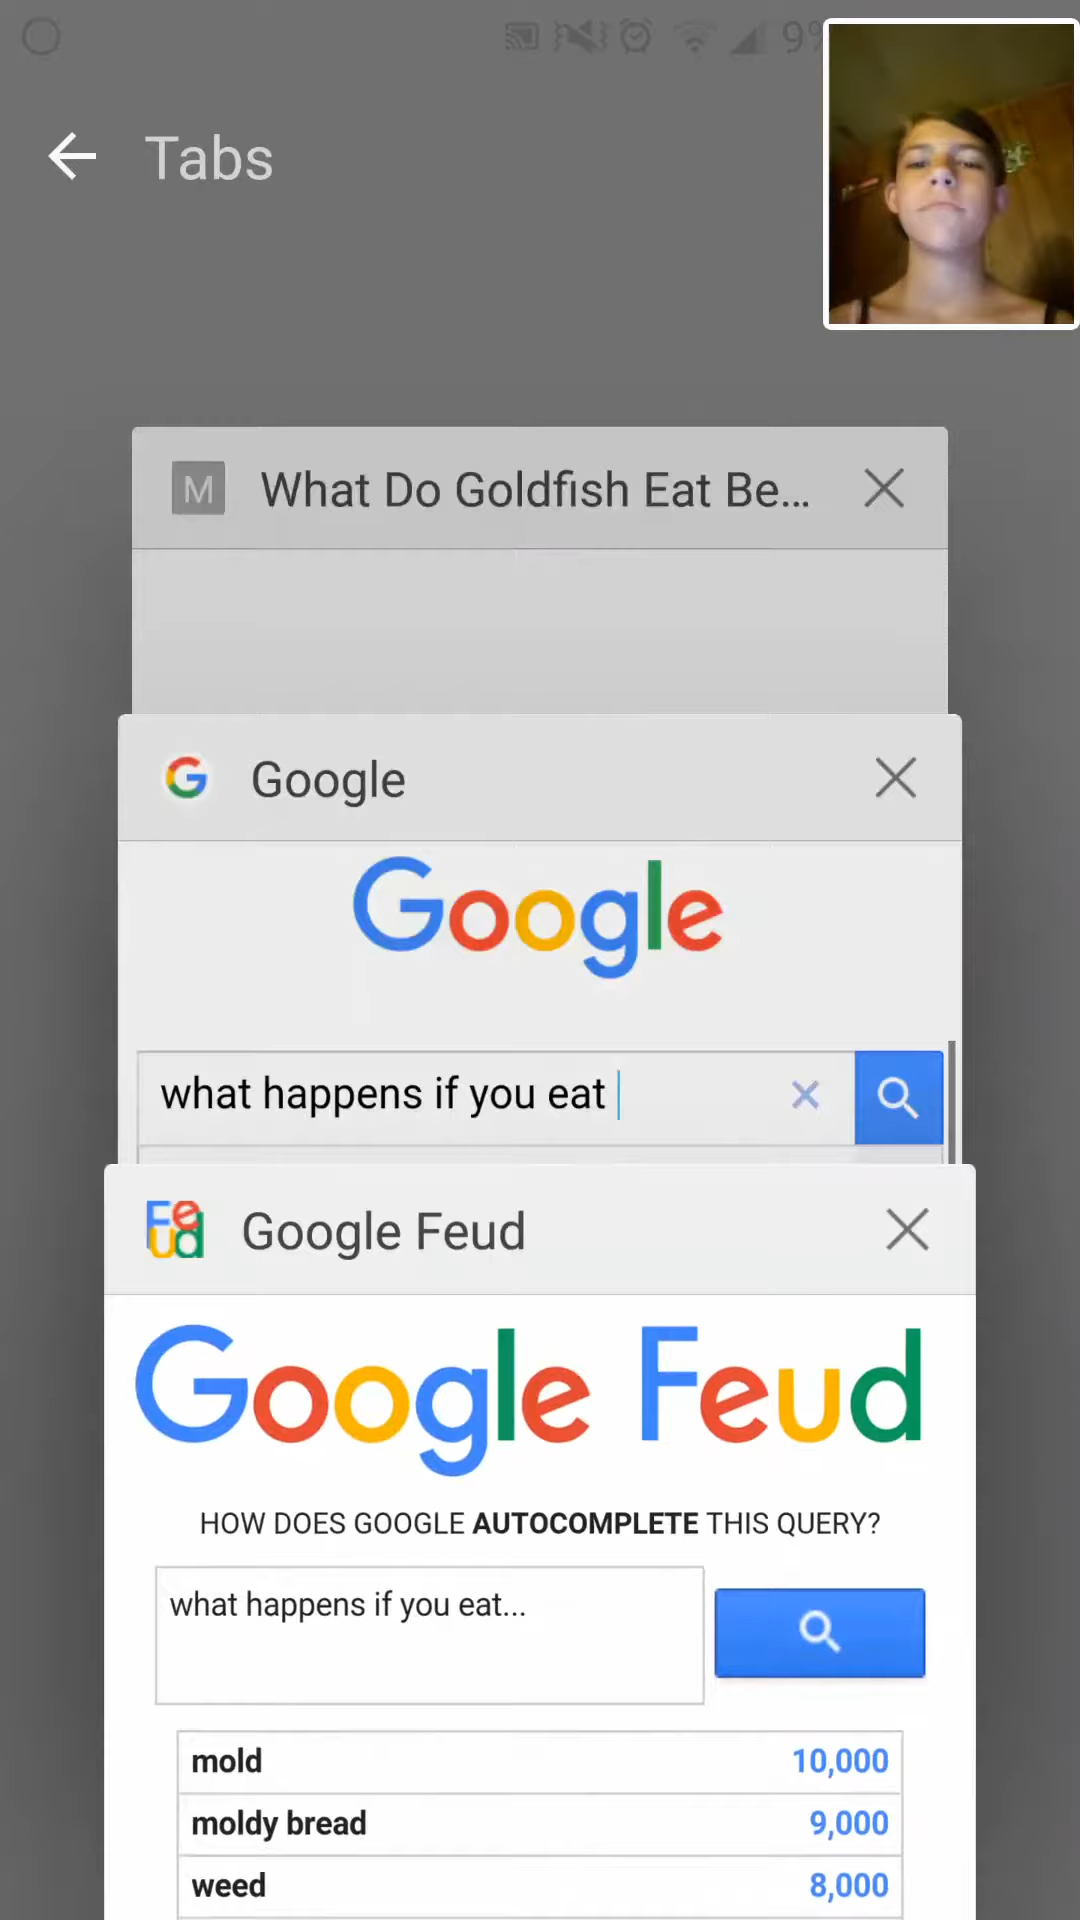 9%
Tabs
M What Do Goldfish Eat Be...
G Google
Google
what happens if you eat
Feud Google Feud
Google Feud
HOW DOES GOOGLE AUTOCOMPLETE THIS QUERY?
what happens if you eat...
mold 10,000
moldy bread 9,000
weed 8,000